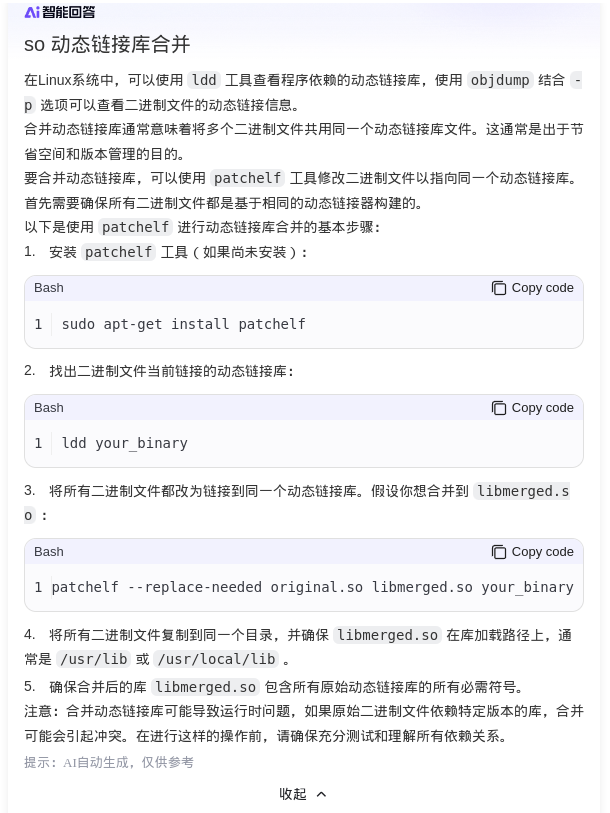 Ai智能回答
so 动态链接库合并
在Linux系统中，可以使用 ldd 工具查看程序依赖的动态链接库，使用 objdump 结合 -
p 选项可以查看二进制文件的动态链接信息。
合并动态链接库通常意味着将多个二进制文件共用同一个动态链接库文件。这通常是出于节
省空间和版本管理的目的。
要合并动态链接库，可以使用 patchelf 工具修改二进制文件以指向同一个动态链接库。
首先需要确保所有二进制文件都是基于相同的动态链接器构建的。
以下是使用 patchelf 进行动态链接库合并的基本步骤：
1. 安装 patchelf 工具（如果尚未安装）：
Bash Copy code
1 sudo apt-get install patchelf
2. 找出二进制文件当前链接的动态链接库：
Bash Copy code
1 ldd your_binary
3. 将所有二进制文件都改为链接到同一个动态链接库。假设你想合并到 libmerged.s
o ：
Bash Copy code
1 patchelf --replace-needed original.so libmerged.so your_binary
4. 将所有二进制文件复制到同一个目录，并确保 libmerged.so 在库加载路径上，通
常是 /usr/lib 或 /usr/local/lib 。
5. 确保合并后的库 libmerged.so 包含所有原始动态链接库的所有必需符号。
注意：合并动态链接库可能导致运行时问题，如果原始二进制文件依赖特定版本的库，合并
可能会引起冲突。在进行这样的操作前，请确保充分测试和理解所有依赖关系。
提示：AI自动生成，仅供参考
收起